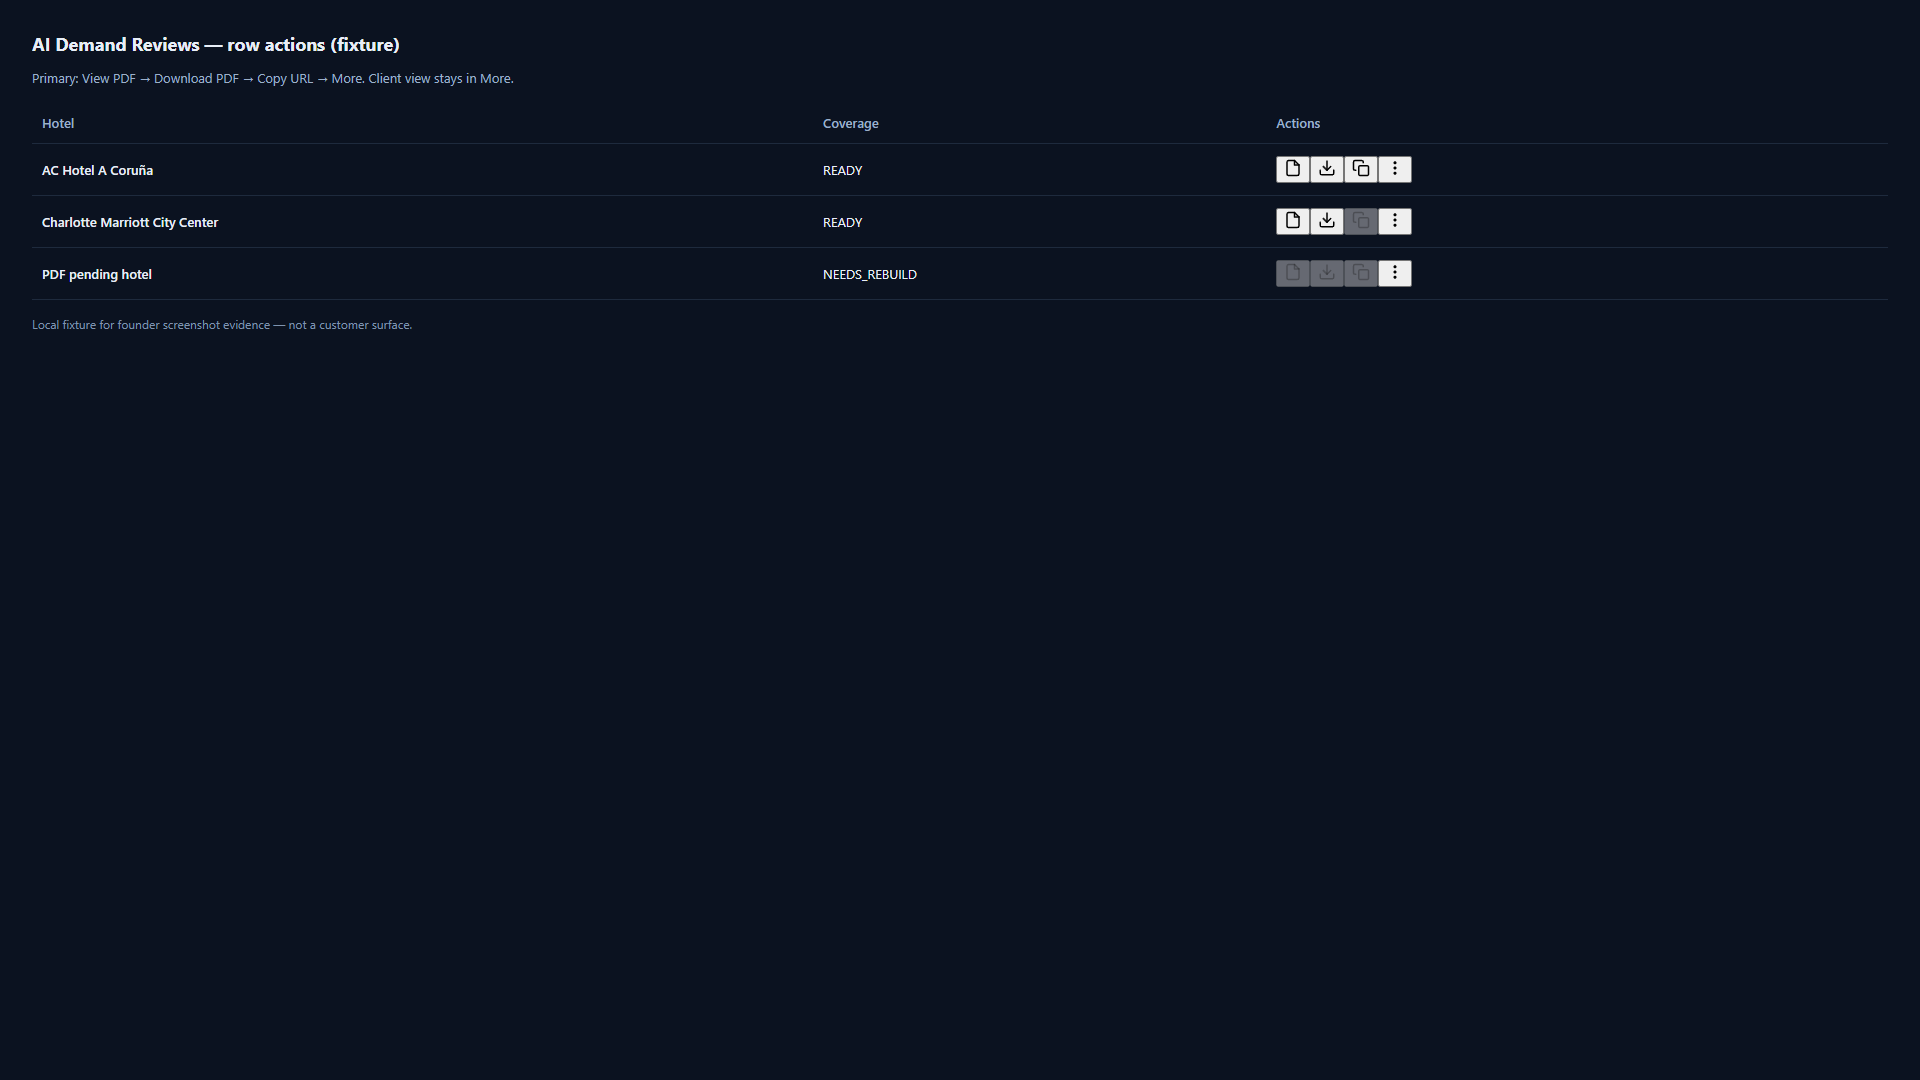 AI Demand Reviews — row actions (fixture)
Primary: View PDF → Download PDF → Copy URL → More. Client view stays in More.
Hotel Coverage Actions
AC Hotel A Coruña READY
Charlotte Marriott City Center READY
PDF pending hotel NEEDS_REBUILD
Local fixture for founder screenshot evidence — not a customer surface.